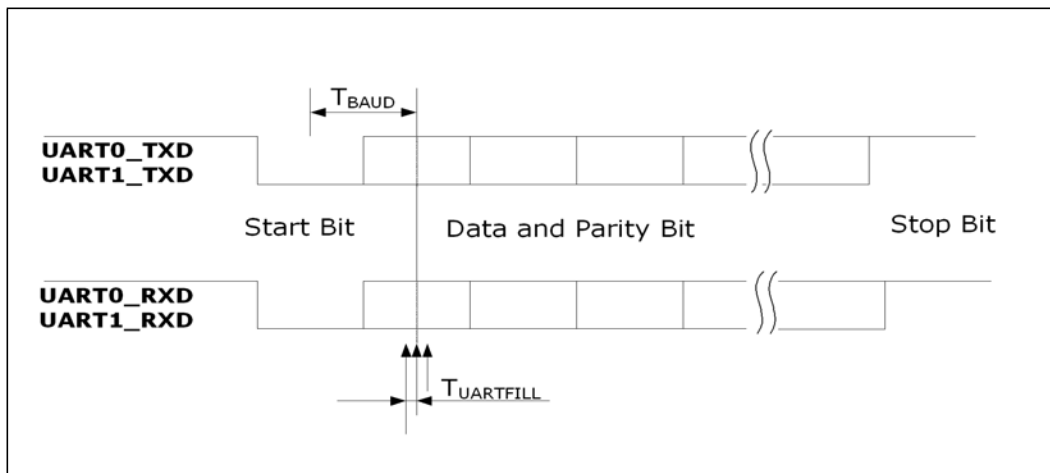 TBAUD
UART0_TXD
UART1_TXD
Start Bit
Data and Parity Bit
Stop Bit
UART0_RXD
UART1_RXD
TUARTFILL